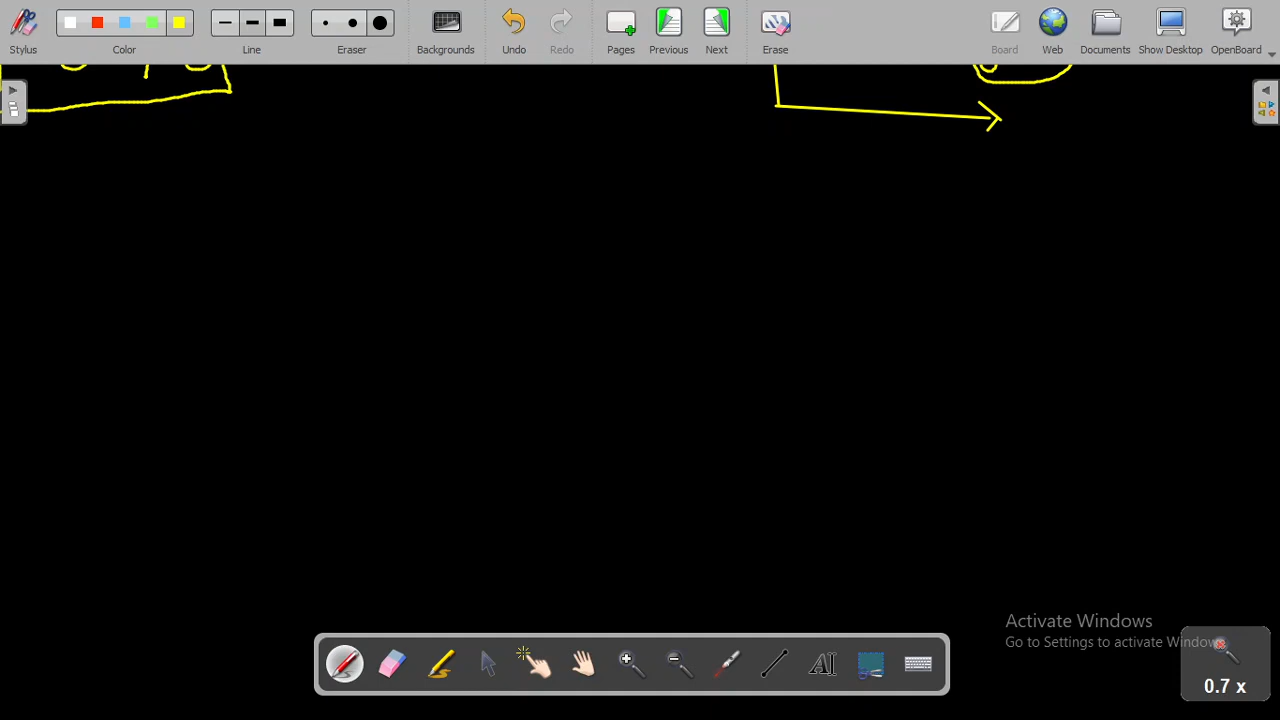 Stylus Color Line Eraser Backgrounds Undo Redo Pages Previous Next Erase Board Web Documents Show Desktop OpenBoard
Activate Windows
Go to Settings to activate Windows.
0.7 x